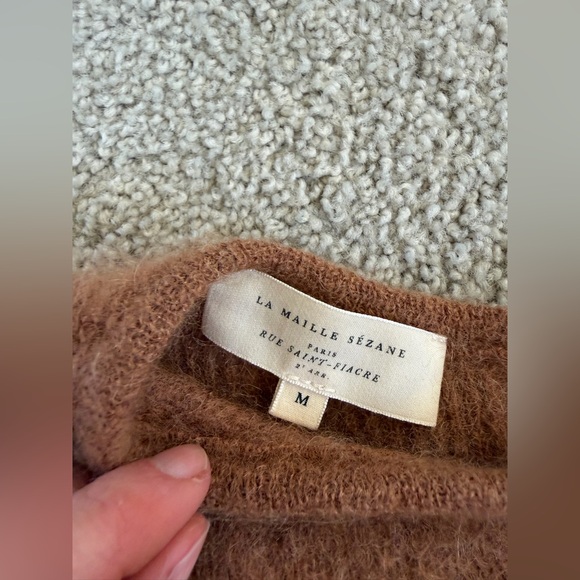 LA MAILLE SÉZANE
PARIS
RUE SAINT-FIACRE
2ᵉ ARR.
M